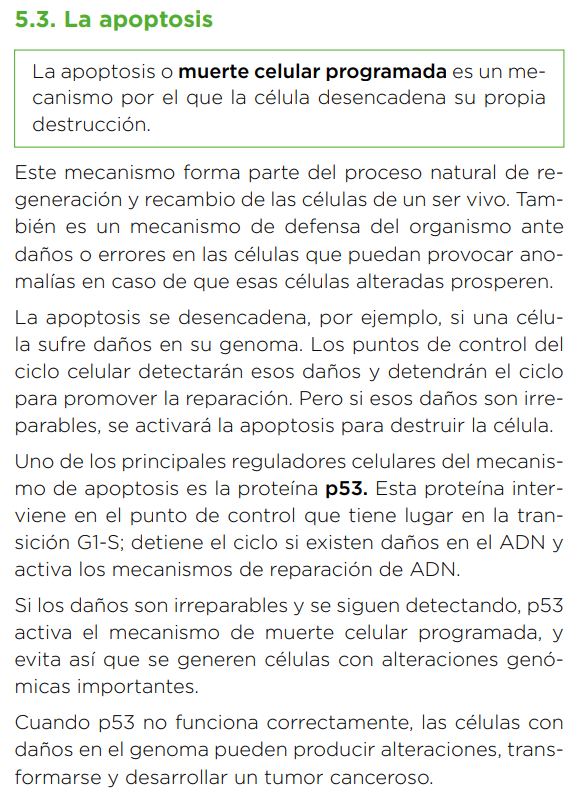 5.3. La apoptosis
La apoptosis o muerte celular programada es un me-
canismo por el que la célula desencadena su propia
destrucción.
Este mecanismo forma parte del proceso natural de re-
generación y recambio de las células de un ser vivo. Tam-
bién es un mecanismo de defensa del organismo ante
daños o errores en las células que puedan provocar ano-
malías en caso de que esas células alteradas prosperen.
La apoptosis se desencadena, por ejemplo, si una célu-
la sufre daños en su genoma. Los puntos de control del
ciclo celular detectarán esos daños y detendrán el ciclo
para promover la reparación. Pero si esos daños son irre-
parables, se activará la apoptosis para destruir la célula.
Uno de los principales reguladores celulares del mecanis-
mo de apoptosis es la proteína p53. Esta proteína inter-
viene en el punto de control que tiene lugar en la tran-
sición G1-S; detiene el ciclo si existen daños en el ADN y
activa los mecanismos de reparación de ADN.
Si los daños son irreparables y se siguen detectando, p53
activa el mecanismo de muerte celular programada, y
evita así que se generen células con alteraciones genó-
micas importantes.
Cuando p53 no funciona correctamente, las células con
daños en el genoma pueden producir alteraciones, trans-
formarse y desarrollar un tumor canceroso.